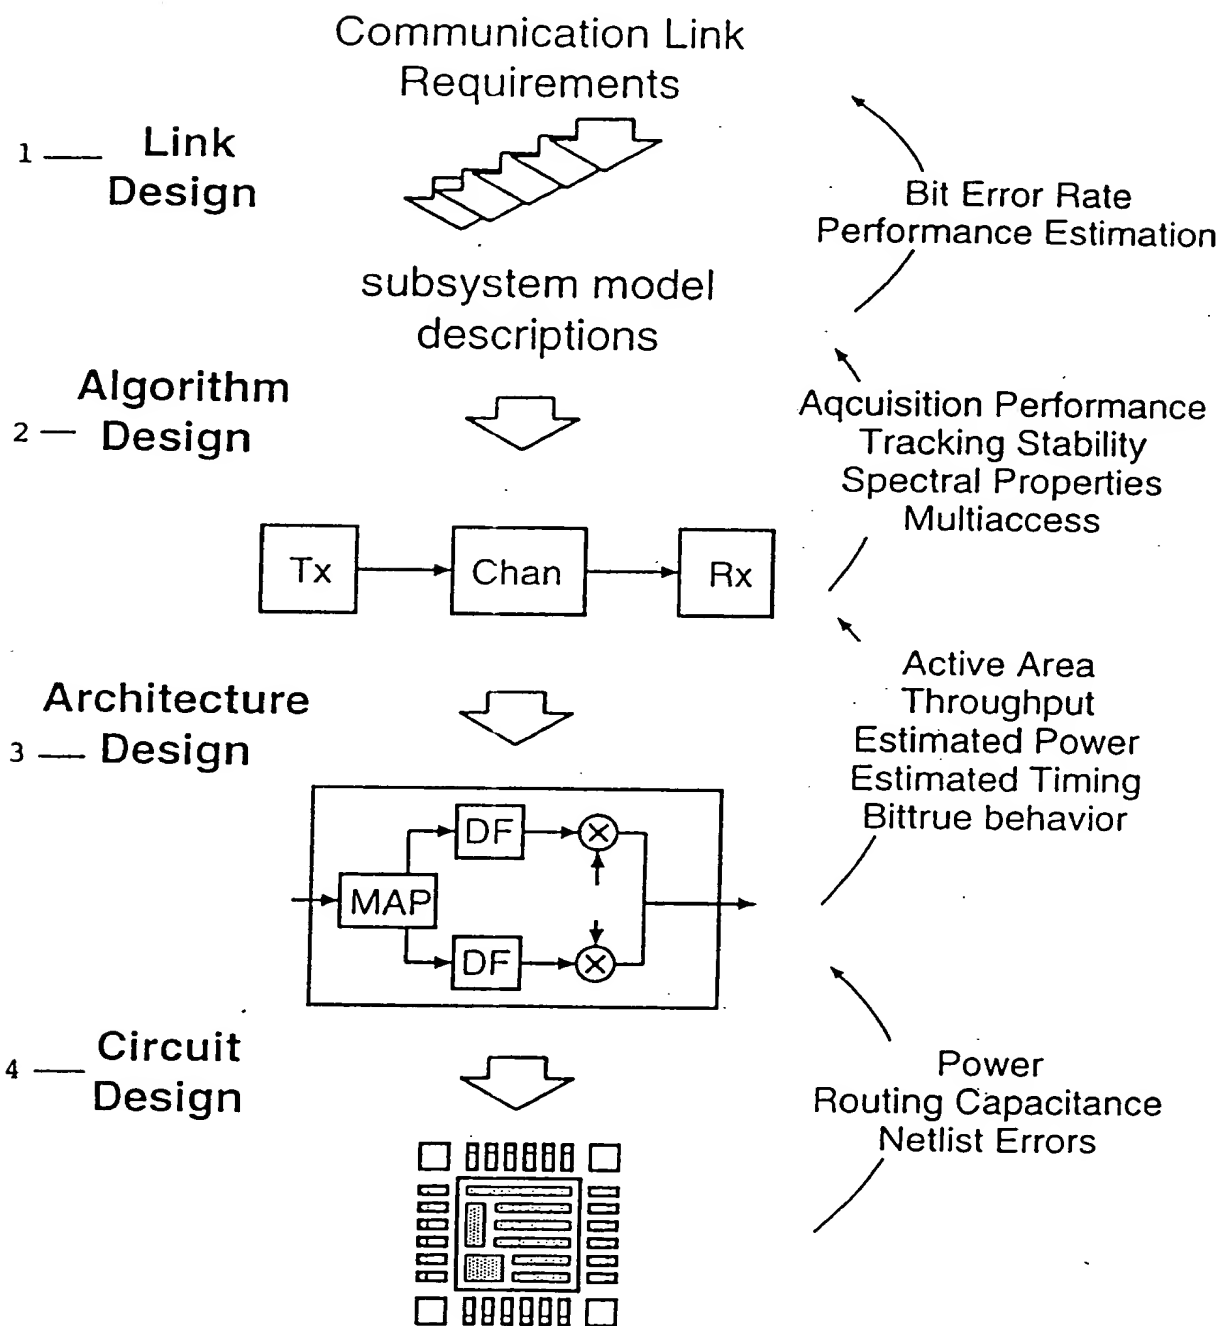 Communication Link
Requirements
1 — Link
Design
Bit Error Rate
Performance Estimation
subsystem model
descriptions
Algorithm
2 — Design
Aqcuisition Performance
Tracking Stability
Spectral Properties
Multiaccess
Tx
Chan
Rx
Architecture
3 — Design
Active Area
Throughput
Estimated Power
Estimated Timing
Bittrue behavior
DF
MAP
DF
4 — Circuit
Design
Power
Routing Capacitance
Netlist Errors